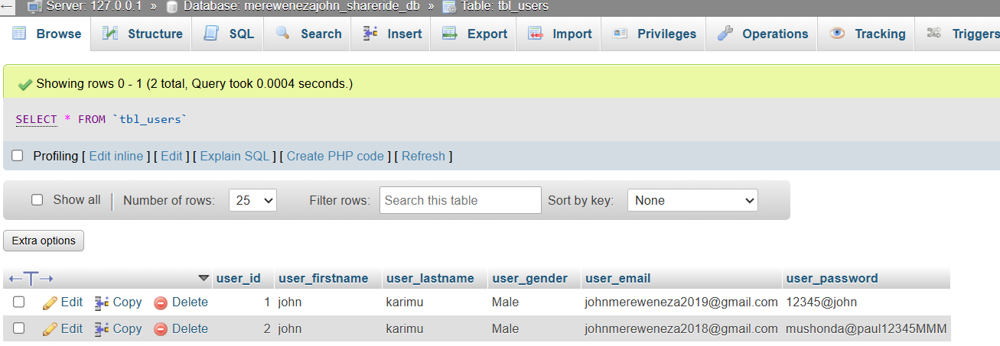 Server: 127.0.0.1 » Database: merewenezajohn_shareride_db » Table: tbl_users
Browse Structure SQL Search Insert Export Import Privileges Operations Tracking Triggers
Showing rows 0 - 1 (2 total, Query took 0.0004 seconds.)
SELECT * FROM `tbl_users`
Profiling [ Edit inline ] [ Edit ] [ Explain SQL ] [ Create PHP code ] [ Refresh ]
Show all | Number of rows: 25 Filter rows: Search this table Sort by key: None
Extra options
←T→ user_id user_firstname user_lastname user_gender user_email user_password
Edit Copy Delete 1 john karimu Male johnmereweneza2019@gmail.com 12345@john
Edit Copy Delete 2 john karimu Male johnmereweneza2018@gmail.com mushonda@paul12345MMM